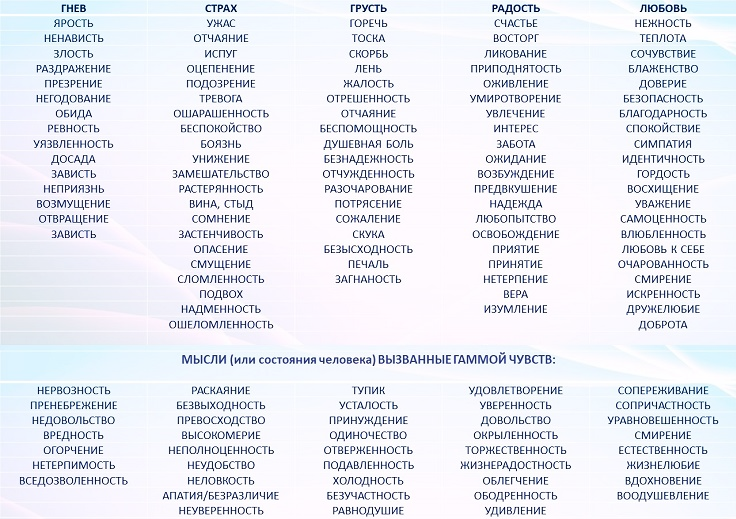 ГНЕВ СТРАХ ГРУСТЬ РАДОСТЬ ЛЮБОВЬ
ЯРОСТЬ УЖАС ГОРЕЧЬ СЧАСТЬЕ НЕЖНОСТЬ
НЕНАВИСТЬ ОТЧАЯНИЕ ТОСКА ВОСТОРГ ТЕПЛОТА
ЗЛОСТЬ ИСПУГ СКОРБЬ ЛИКОВАНИЕ СОЧУВСТВИЕ
РАЗДРАЖЕНИЕ ОЦЕПЕНЕНИЕ ЛЕНЬ ПРИПОДНЯТОСТЬ БЛАЖЕНСТВО
ПРЕЗРЕНИЕ ПОДОЗРЕНИЕ ЖАЛОСТЬ ОЖИВЛЕНИЕ ДОВЕРИЕ
НЕГОДОВАНИЕ ТРЕВОГА ОТРЕШЕННОСТЬ УМИРОТВОРЕНИЕ БЕЗОПАСНОСТЬ
ОБИДА ОШАРАШЕННОСТЬ ОТЧАЯНИЕ УВЛЕЧЕНИЕ БЛАГОДАРНОСТЬ
РЕВНОСТЬ БЕСПОКОЙСТВО БЕСПОМОЩНОСТЬ ИНТЕРЕС СПОКОЙСТВИЕ
УЯЗВЛЕННОСТЬ БОЯЗНЬ ДУШЕВНАЯ БОЛЬ ЗАБОТА СИМПАТИЯ
ДОСАДА УНИЖЕНИЕ БЕЗНАДЕЖНОСТЬ ОЖИДАНИЕ ИДЕНТИЧНОСТЬ
ЗАВИСТЬ ЗАМЕШАТЕЛЬСТВО ОТЧУЖДЕННОСТЬ ВОЗБУЖДЕНИЕ ГОРДОСТЬ
НЕПРИЯЗНЬ РАСТЕРЯННОСТЬ РАЗОЧАРОВАНИЕ ПРЕДВКУШЕНИЕ ВОСХИЩЕНИЕ
ВОЗМУЩЕНИЕ ВИНА, СТЫД ПОТРЯСЕНИЕ НАДЕЖДА УВАЖЕНИЕ
ОТВРАЩЕНИЕ СОМНЕНИЕ СОЖАЛЕНИЕ ЛЮБОПЫТСТВО САМОЦЕННОСТЬ
ЗАВИСТЬ ЗАСТЕНЧИВОСТЬ СКУКА ОСВОБОЖДЕНИЕ ВЛЮБЛЕННОСТЬ
ОПАСЕНИЕ БЕЗЫСХОДНОСТЬ ПРИЯТИЕ ЛЮБОВЬ К СЕБЕ
СМУЩЕНИЕ ПЕЧАЛЬ ПРИНЯТИЕ ОЧАРОВАННОСТЬ
СЛОМЛЕННОСТЬ ЗАГНАНОСТЬ НЕТЕРПЕНИЕ СМИРЕНИЕ
ПОДВОХ ВЕРА ИСКРЕННОСТЬ
НАДМЕННОСТЬ ИЗУМЛЕНИЕ ДРУЖЕЛЮБИЕ
ОШЕЛОМЛЕННОСТЬ ДОБРОТА
МЫСЛИ (или состояния человека) ВЫЗВАННЫЕ ГАММОЙ ЧУВСТВ:
НЕРВОЗНОСТЬ РАСКАЯНИЕ ТУПИК УДОВЛЕТВОРЕНИЕ СОПЕРЕЖИВАНИЕ
ПРЕНЕБРЕЖЕНИЕ БЕЗВЫХОДНОСТЬ УСТАЛОСТЬ УВЕРЕННОСТЬ СОПРИЧАСТНОСТЬ
НЕДОВОЛЬСТВО ПРЕВОСХОДСТВО ПРИНУЖДЕНИЕ ДОВОЛЬСТВО УРАВНОВЕШЕННОСТЬ
ВРЕДНОСТЬ ВЫСОКОМЕРИЕ ОДИНОЧЕСТВО ОКРЫЛЕННОСТЬ СМИРЕНИЕ
ОГОРЧЕНИЕ НЕПОЛНОЦЕННОСТЬ ОТВЕРЖЕННОСТЬ ТОРЖЕСТВЕННОСТЬ ЕСТЕСТВЕННОСТЬ
НЕТЕРПИМОСТЬ НЕУДОБСТВО ПОДАВЛЕННОСТЬ ЖИЗНЕРАДОСТНОСТЬ ЖИЗНЕЛЮБИЕ
ВСЕДОЗВОЛЕННОСТЬ НЕЛОВКОСТЬ ХОЛОДНОСТЬ ОБЛЕГЧЕНИЕ ВДОХНОВЕНИЕ
АПАТИЯ/БЕЗРАЗЛИЧИЕ БЕЗУЧАСТНОСТЬ ОБОДРЕННОСТЬ ВООДУШЕВЛЕНИЕ
НЕУВЕРЕННОСТЬ РАВНОДУШИЕ УДИВЛЕНИЕ